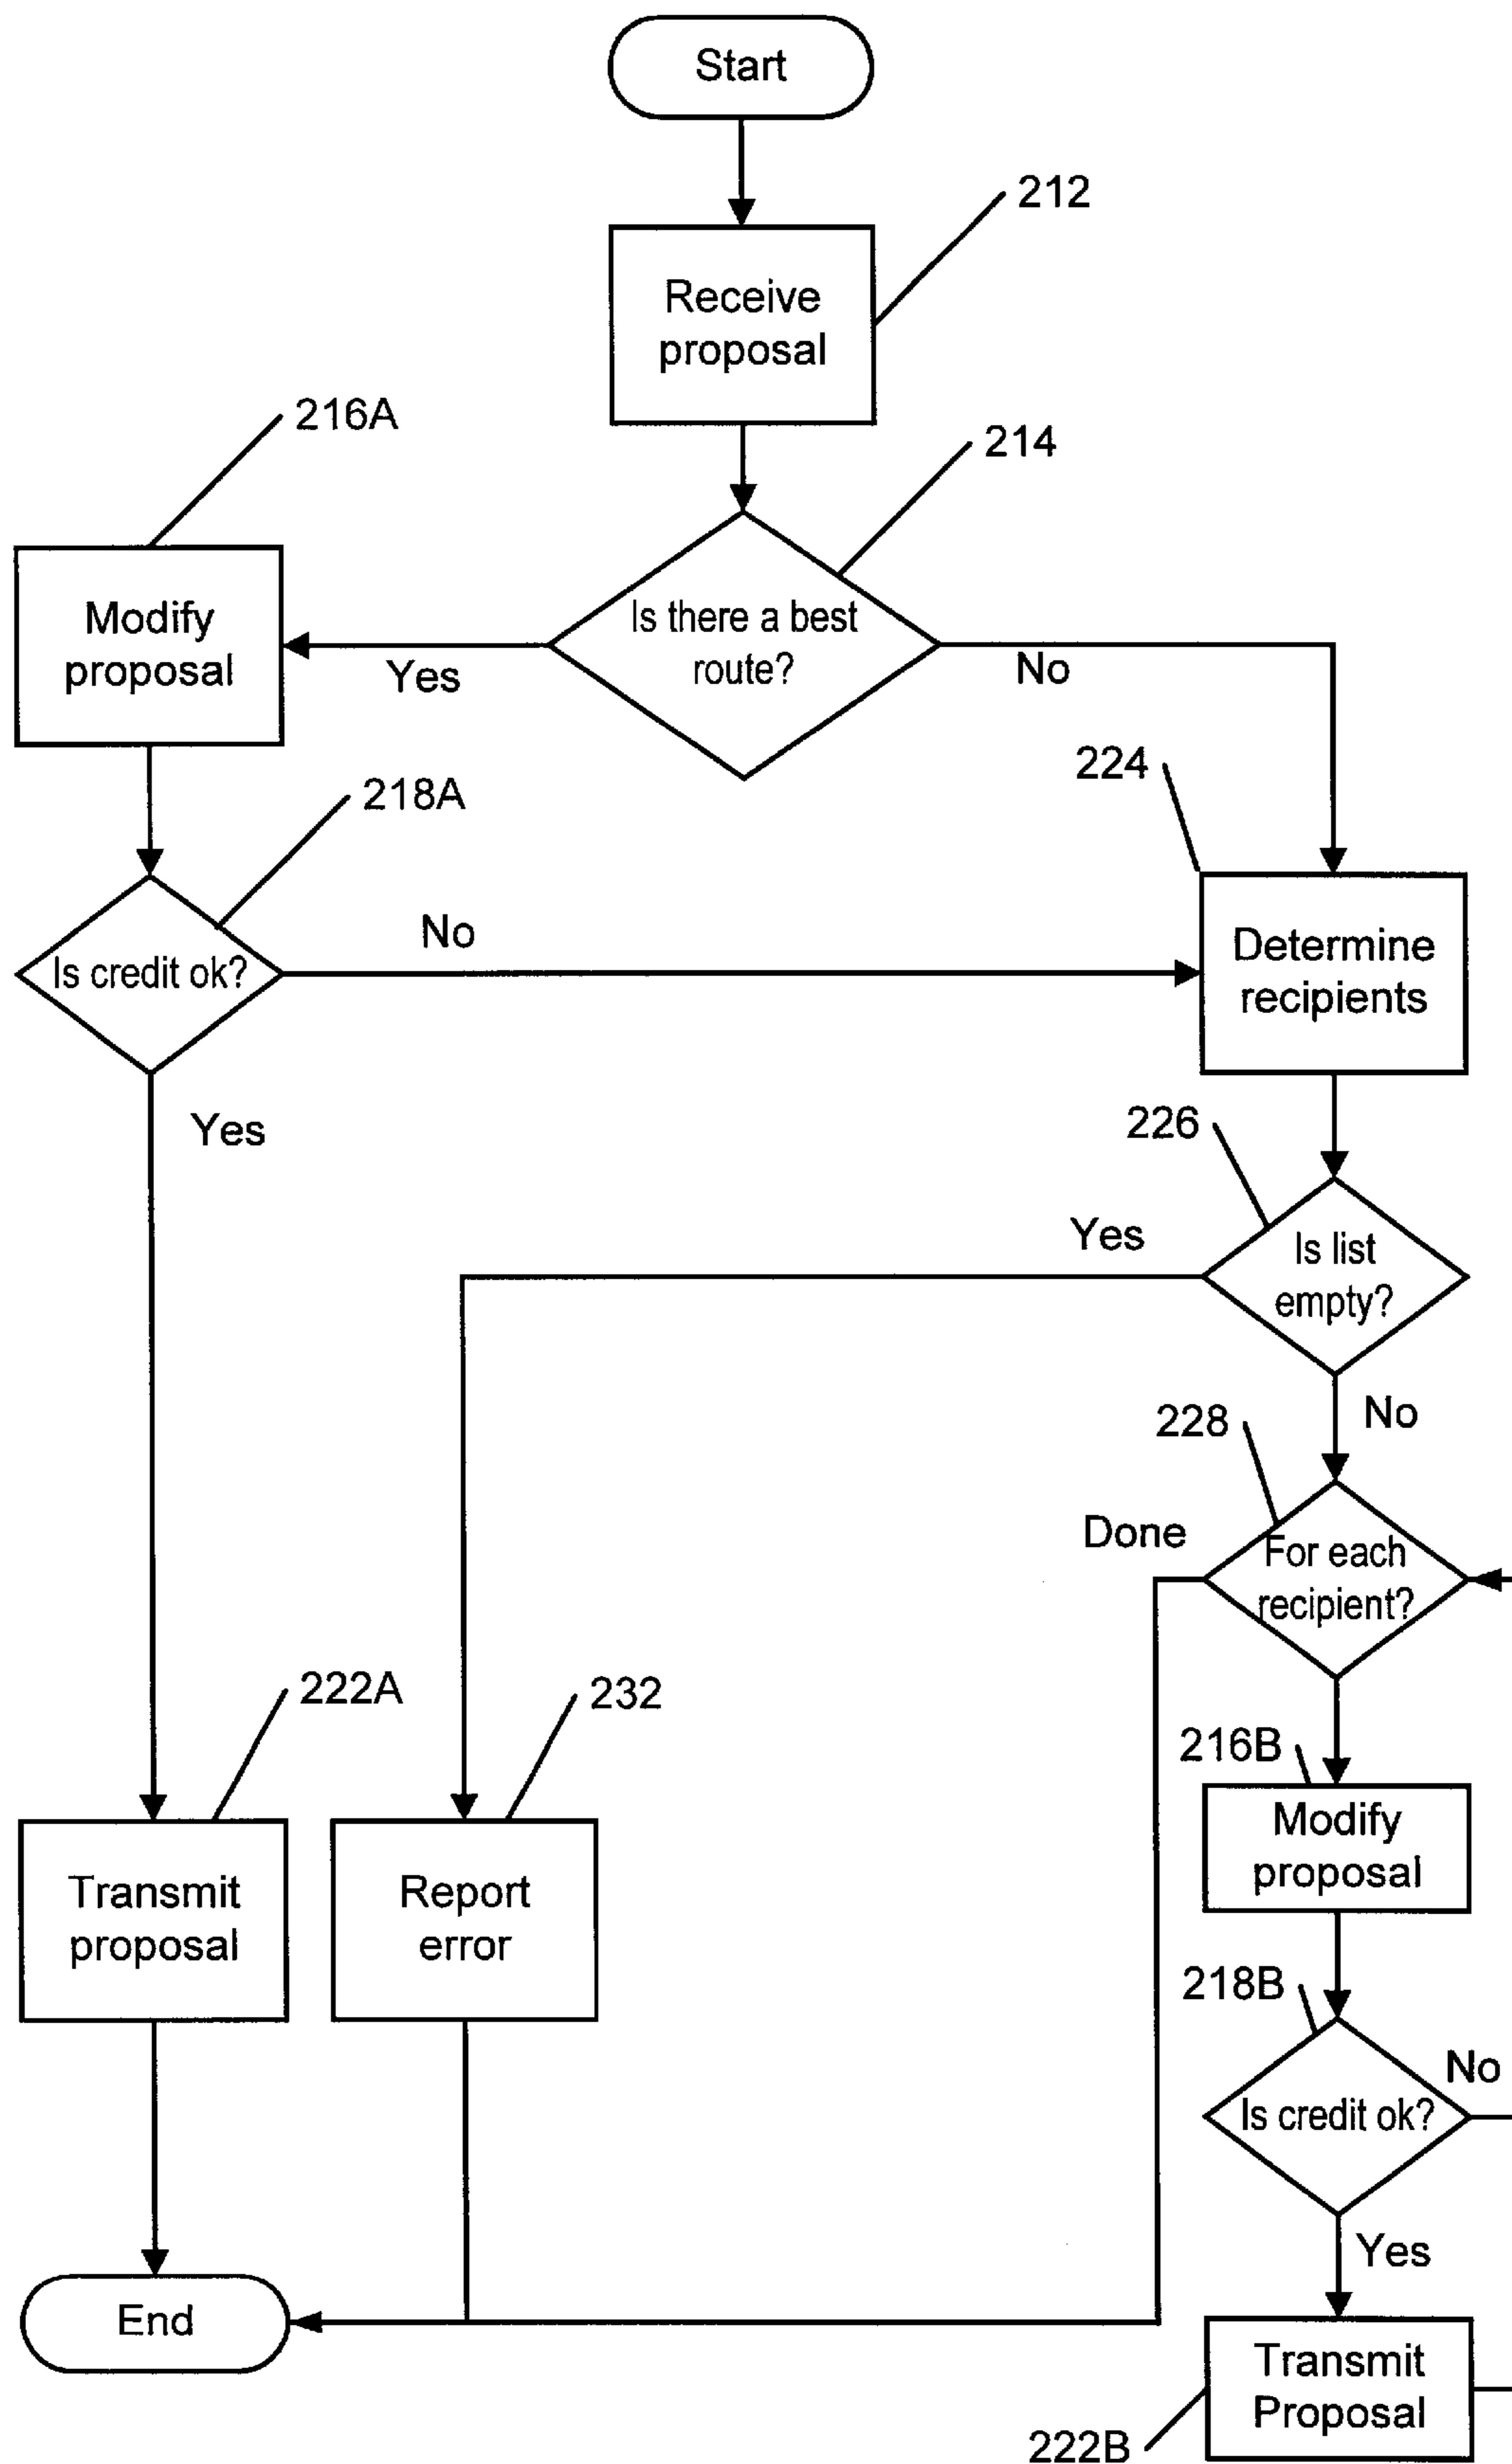 Start
212
Receive
proposal
216A
214
Modify
proposal
Is there a best
route?
Yes
No
224
218A
Is credit ok?
No
Determine
recipients
Yes
226
Yes
Is list
empty?
No
228
Done
For each
recipient?
222A
232
216B
Modify
proposal
Transmit
proposal
Report
error
218B
No
Is credit ok?
Yes
End
Transmit
Proposal
222B